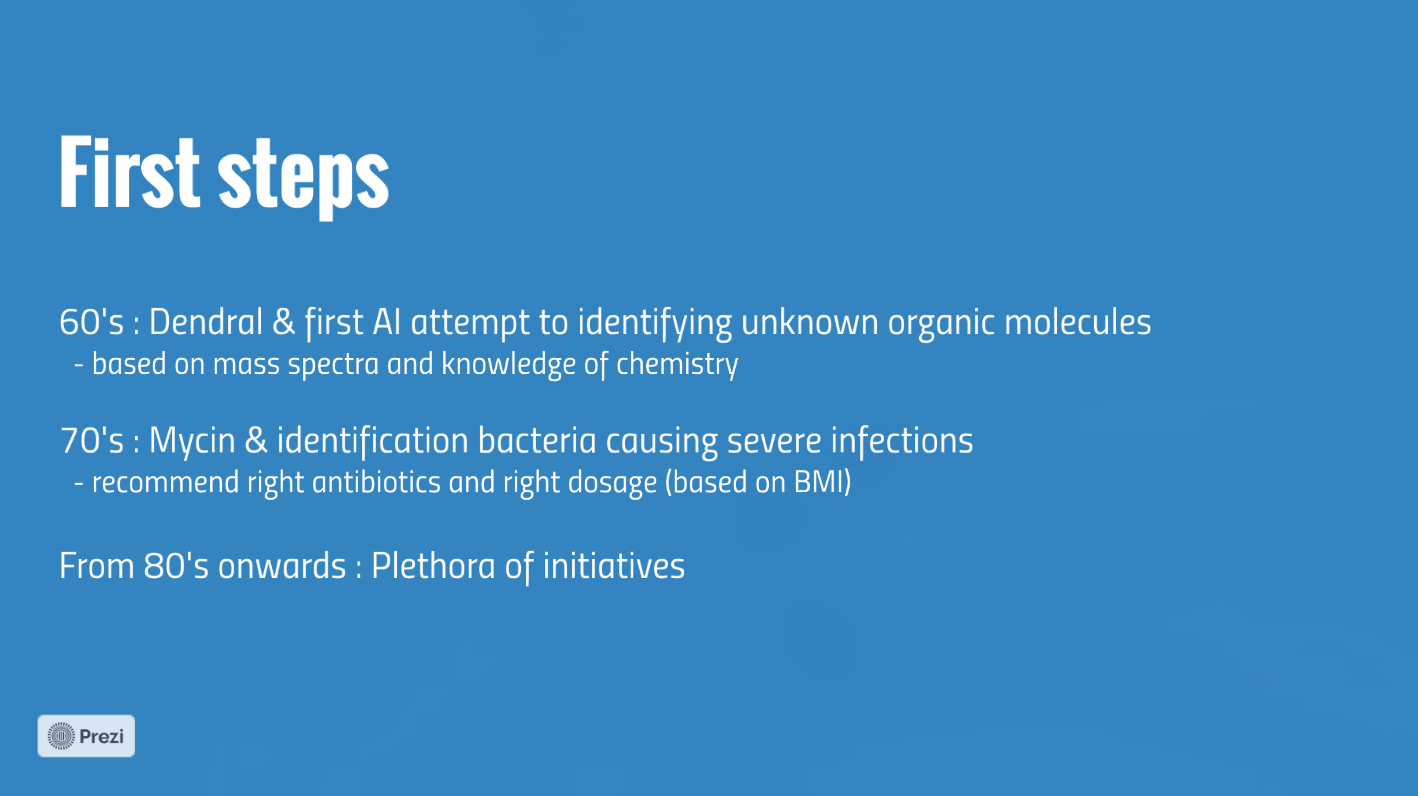 First steps
60's : Dendral & first AI attempt to identifying unknown organic molecules
- based on mass spectra and knowledge of chemistry
70's : Mycin & identification bacteria causing severe infections
- recommend right antibiotics and right dosage (based on BMI)
From 80's onwards : Plethora of initiatives
Prezi